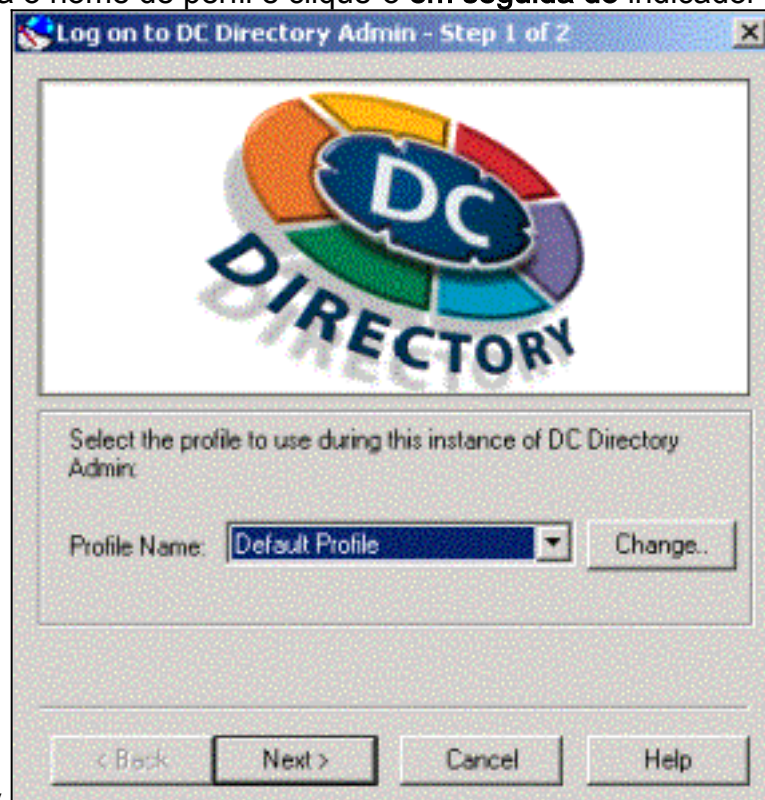 o nome do perfil e clique e em seguida do indicador
Log on to DC Directory Admin - Step 1 of 2
DC
DIRECTORY
Select the profile to use during this instance of DC Directory
Admin:
Profile Name: Default Profile Change..
< Back Next > Cancel Help